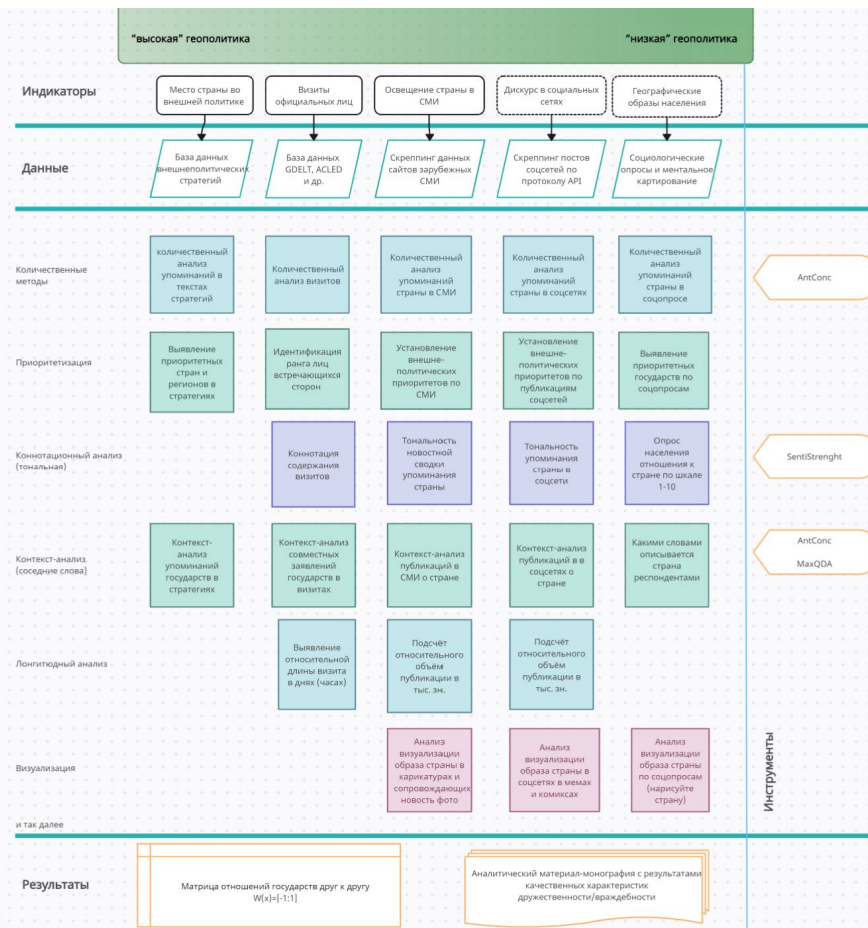 “высокая” геополитика
“низкая” геополитика
Индикаторы
Место страны во
внешней политике
Визиты
официальных лиц
Освещение страны в
СМИ
Дискурс в социальных
сетях
Географические
образы населения
Данные
База данных
внешнеполитических
стратегий
База данных
GDELT, ACLED
и др.
Скреппинг данных
сайтов зарубежных
СМИ
Скреппинг постов
соцсетей по
протоколу API
Социологические
опросы и ментальное
картирование
Количественные
методы
количественный
анализ
упоминаний в
текстах
стратегий
Количественный
анализ визитов
Количественный
анализ
упоминаний
страны в СМИ
Количественный
анализ
упоминаний
страны в соцсетях
Количественный
анализ
упоминаний
страны в
соцопросе
AntConc
Приоритетизация
Выявление
приоритетных
стран и
регионов в
стратегиях
Идентификация
ранга лиц
встречающихся
сторон
Установление
внешне-
политических
приоритетов по
СМИ
Установление
внешне-
политических
приоритетов по
публикациям
соцсетей
Выявление
приоритетных
государств по
соцопросам
Коннотационный анализ
(тональная)
Коннотация
содержания
визитов
Тональность
новостной
сводки
упоминания
страны
Тональность
упоминания
страны в
соцсети
Опрос
населения
отношения к
стране по шкале
1-10
SentiStrenght
Контекст-анализ
(соседние слова)
Контекст-
анализ
упоминаний
государств в
стратегиях
Контекст-анализ
совместных
заявлений
государств в
визитах
Контекст-анализ
публикаций в
СМИ о стране
Контекст-анализ
публикаций в в
соцсетях о
стране
Какими словами
описывается
страна
респондентами
AntConc
MaxQDA
Лонгитюдный анализ
Выявление
относительной
длины визита
в днях (часах)
Подсчёт
относительного
объём
публикации в
тыс. зн.
Подсчёт
относительного
объём
публикации в
тыс. зн.
Визуализация
Анализ
визуализации
образа страны в
карикатурах и
сопровождающих
новость фото
Анализ
визуализации
образа страны в
соцсетях в мемах
и комиксах
Анализ
визуализации
образа страны
по соцопросам
(нарисуйте
страну)
Инструменты
и так далее
Результаты
Матрица отношений государств друг к другу
W(x)=[-1:1]
Аналитический материал-монография с результатами
качественных характеристик
дружественности/враждебности